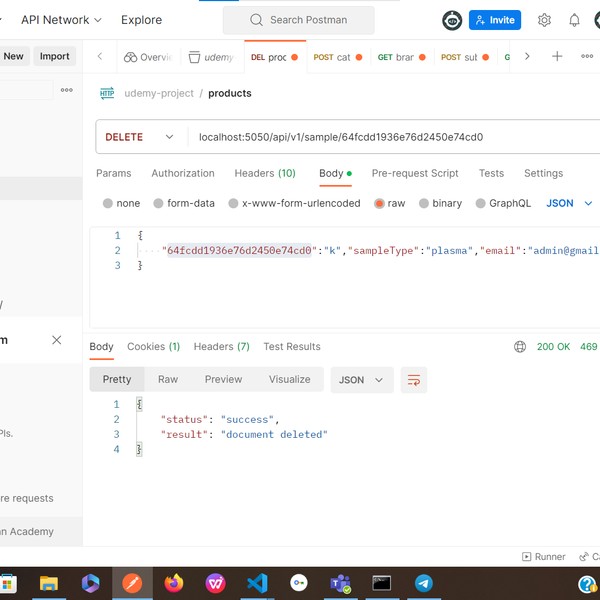 API Network Explore Search Postman Invite
New Import Overvi udemy DEL proc POST cat GET brar POST sut G
HTTP udemy-project / products
DELETE localhost:5050/api/v1/sample/64fcdd1936e76d2450e74cd0
Params Authorization Headers (10) Body Pre-request Script Tests Settings
none form-data x-www-form-urlencoded raw binary GraphQL JSON
1 {
2 "64fcdd1936e76d2450e74cd0":"k","sampleType":"plasma","email":"admin@gmail
3 }
/
m
Body Cookies (1) Headers (7) Test Results 200 OK 469
Pretty Raw Preview Visualize JSON
1 {
2 "status": "success",
3 "result": "document deleted"
4 }
PIs.
re requests
an Academy
Runner Ca